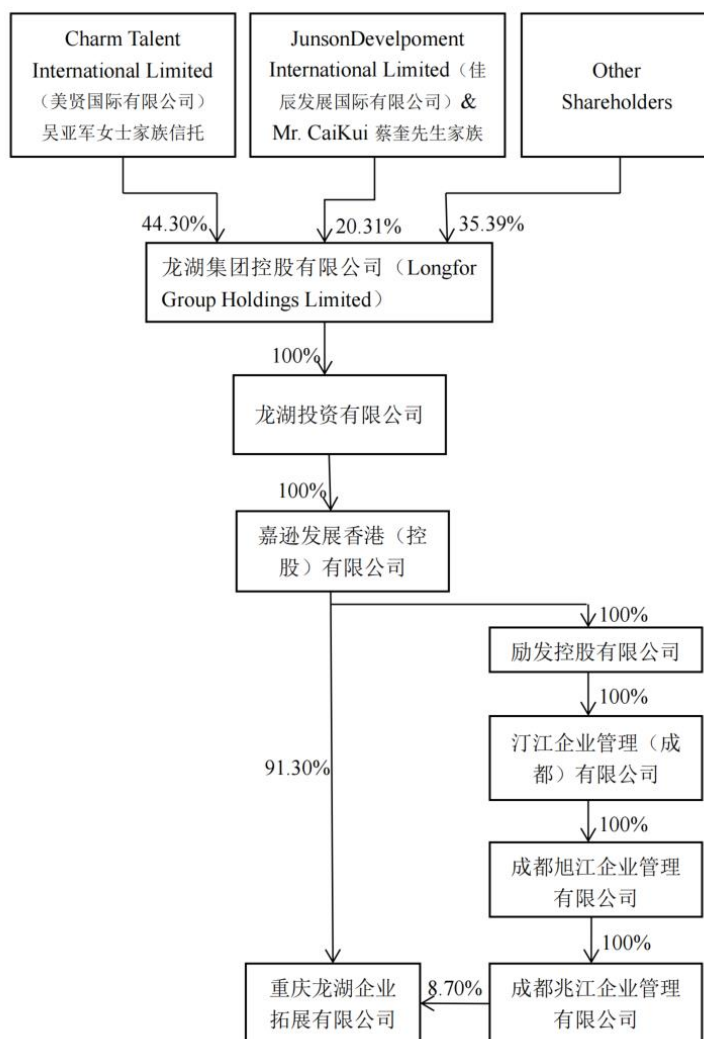 Charm Talent
International Limited
（美贤国际有限公司）
吴亚军女士家族信托
JunsonDevelpoment
International Limited（佳
辰发展国际有限公司）&
Mr. CaiKui 蔡奎先生家族
Other
Shareholders
44.30%
20.31%
35.39%
龙湖集团控股有限公司（Longfor
Group Holdings Limited）
100%
龙湖投资有限公司
100%
嘉逊发展香港（控
股）有限公司
100%
励发控股有限公司
100%
汀江企业管理（成
都）有限公司
91.30%
100%
成都旭江企业管理
有限公司
100%
重庆龙湖企业
拓展有限公司
8.70%
成都兆江企业管理
有限公司